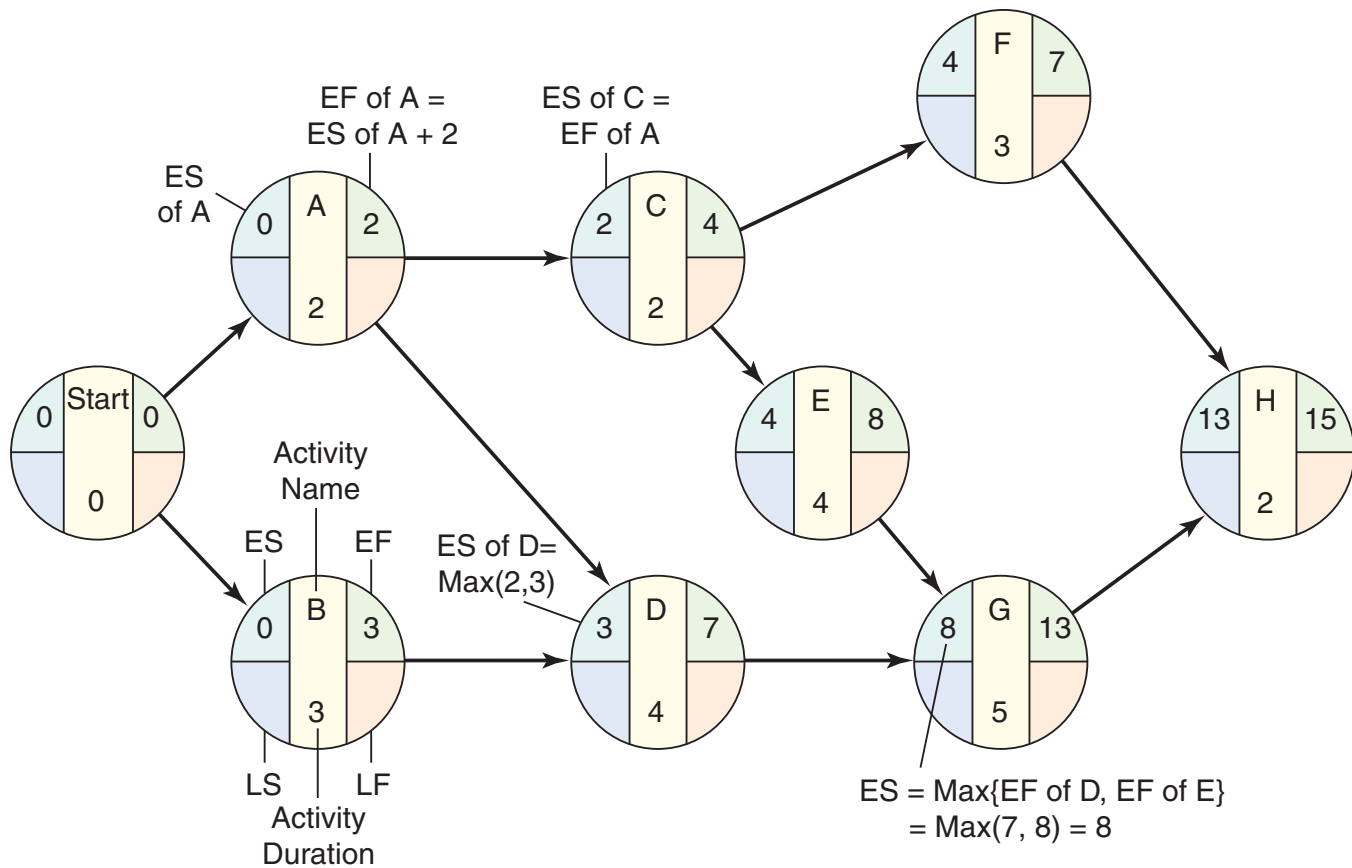 F
4 7
3
EF of A =
ES of A + 2
ES of C =
EF of A
ES
of A
A
0 2
2
C
2 4
2
Start
0 0
0
E
4 8
4
H
13 15
2
Activity
Name
ES EF
B
0 3
3
LS LF
Activity
Duration
ES of D=
Max(2,3)
D
3 7
4
G
8 13
5
ES = Max{EF of D, EF of E}
= Max(7, 8) = 8